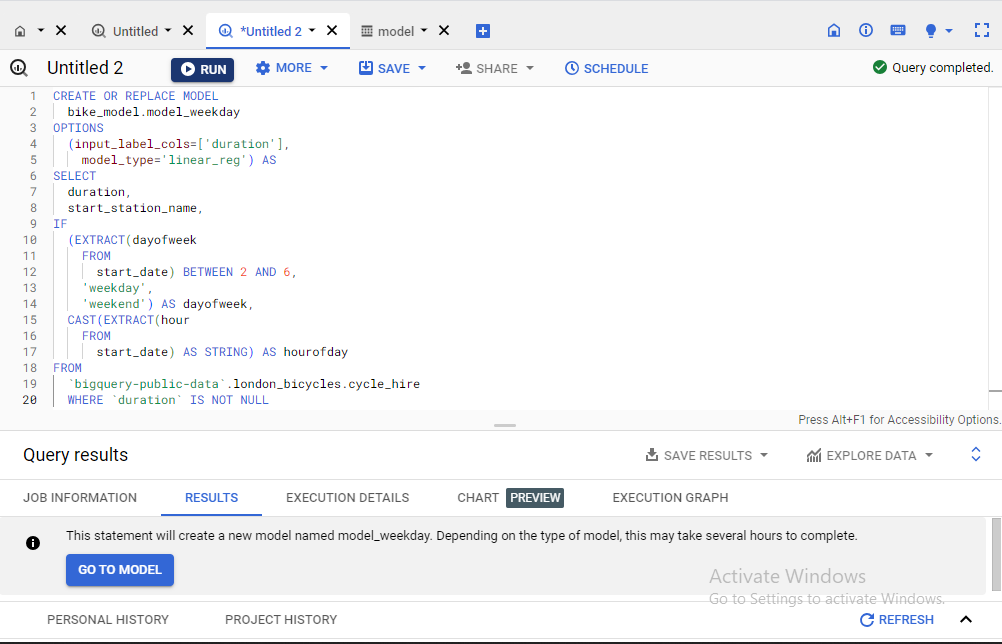 Untitled
*Untitled 2
model
Untitled 2
RUN
MORE
SAVE
SHARE
SCHEDULE
Query completed.
1 CREATE OR REPLACE MODEL
2 bike_model.model_weekday
3 OPTIONS
4 (input_label_cols=['duration'],
5 model_type='linear_reg') AS
6 SELECT
7 duration,
8 start_station_name,
9 IF
10 (EXTRACT(dayofweek
11 FROM
12 start_date) BETWEEN 2 AND 6,
13 'weekday',
14 'weekend') AS dayofweek,
15 CAST(EXTRACT(hour
16 FROM
17 start_date) AS STRING) AS hourofday
18 FROM
19 `bigquery-public-data`.london_bicycles.cycle_hire
20 WHERE `duration` IS NOT NULL
Press Alt+F1 for Accessibility Options.
Query results
SAVE RESULTS
EXPLORE DATA
JOB INFORMATION
RESULTS
EXECUTION DETAILS
CHART PREVIEW
EXECUTION GRAPH
This statement will create a new model named model_weekday. Depending on the type of model, this may take several hours to complete.
GO TO MODEL
Activate Windows
Go to Settings to activate Windows.
PERSONAL HISTORY
PROJECT HISTORY
REFRESH